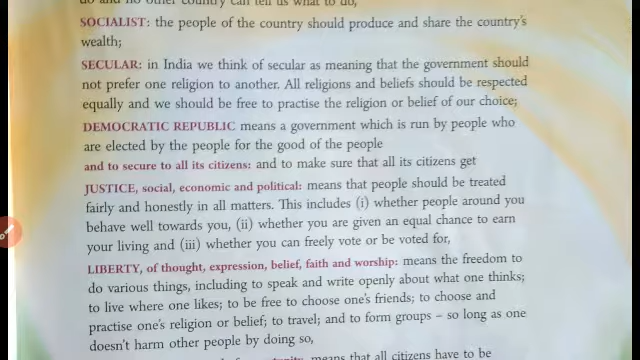 do and no other country can tell us what to do;
SOCIALIST: the people of the country should produce and share the country's
wealth;
SECULAR: in India we think of secular as meaning that the government should
not prefer one religion to another. All religions and beliefs should be respected
equally and we should be free to practise the religion or belief of our choice;
DEMOCRATIC REPUBLIC means a government which is run by people who
are elected by the people for the good of the people
and to secure to all its citizens: and to make sure that all its citizens get
JUSTICE, social, economic and political: means that people should be treated
fairly and honestly in all matters. This includes (i) whether people around you
behave well towards you, (ii) whether you are given an equal chance to earn
your living and (iii) whether you can freely vote or be voted for,
LIBERTY, of thought, expression, belief, faith and worship: means the freedom to
do various things, including to speak and write openly about what one thinks;
to live where one likes; to be free to choose one's friends; to choose and
practise one's religion or belief; to travel; and to form groups – so long as one
doesn't harm other people by doing so,
means that all citizens have to be